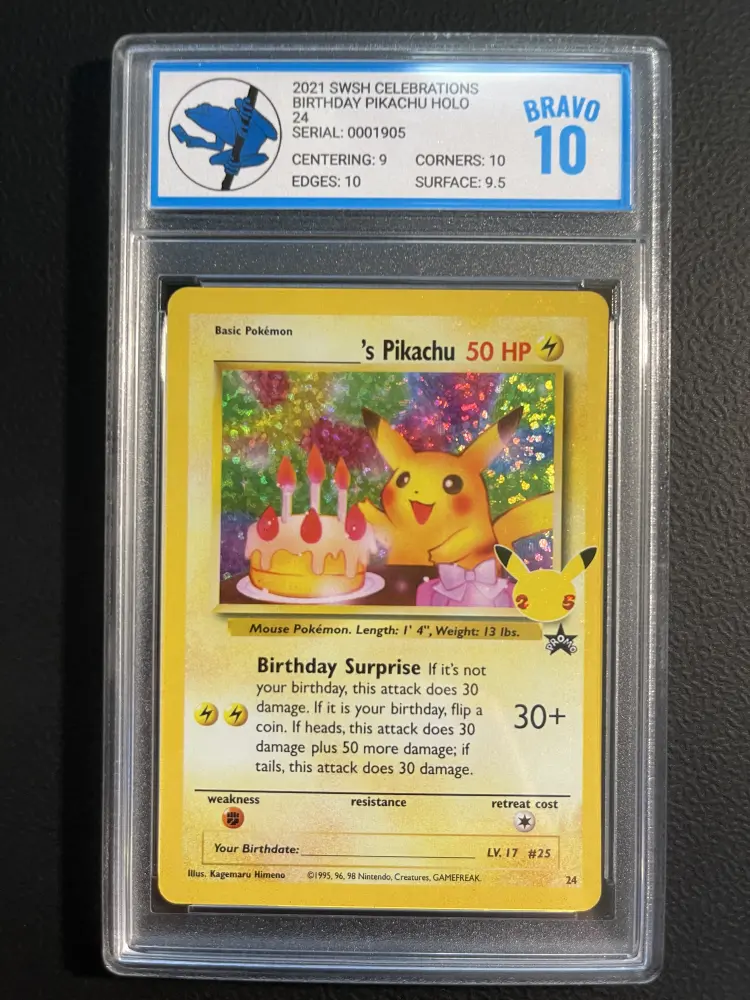 2021 SWSH CELEBRATIONS
BIRTHDAY PIKACHU HOLO
24
SERIAL: 0001905
CENTERING: 9 CORNERS: 10
EDGES: 10 SURFACE: 9.5
BRAVO
10
Basic Pokémon
____________'s Pikachu 50 HP
25
PROMO
Mouse Pokémon. Length: 1' 4", Weight: 13 lbs.
Birthday Surprise If it's not
your birthday, this attack does 30
damage. If it is your birthday, flip a
coin. If heads, this attack does 30
damage plus 50 more damage; if
tails, this attack does 30 damage.
30+
weakness resistance retreat cost
Your Birthdate:____________________ LV. 17 #25
Illus. Kagemaru Himeno ©1995, 96, 98 Nintendo, Creatures, GAMEFREAK. 24